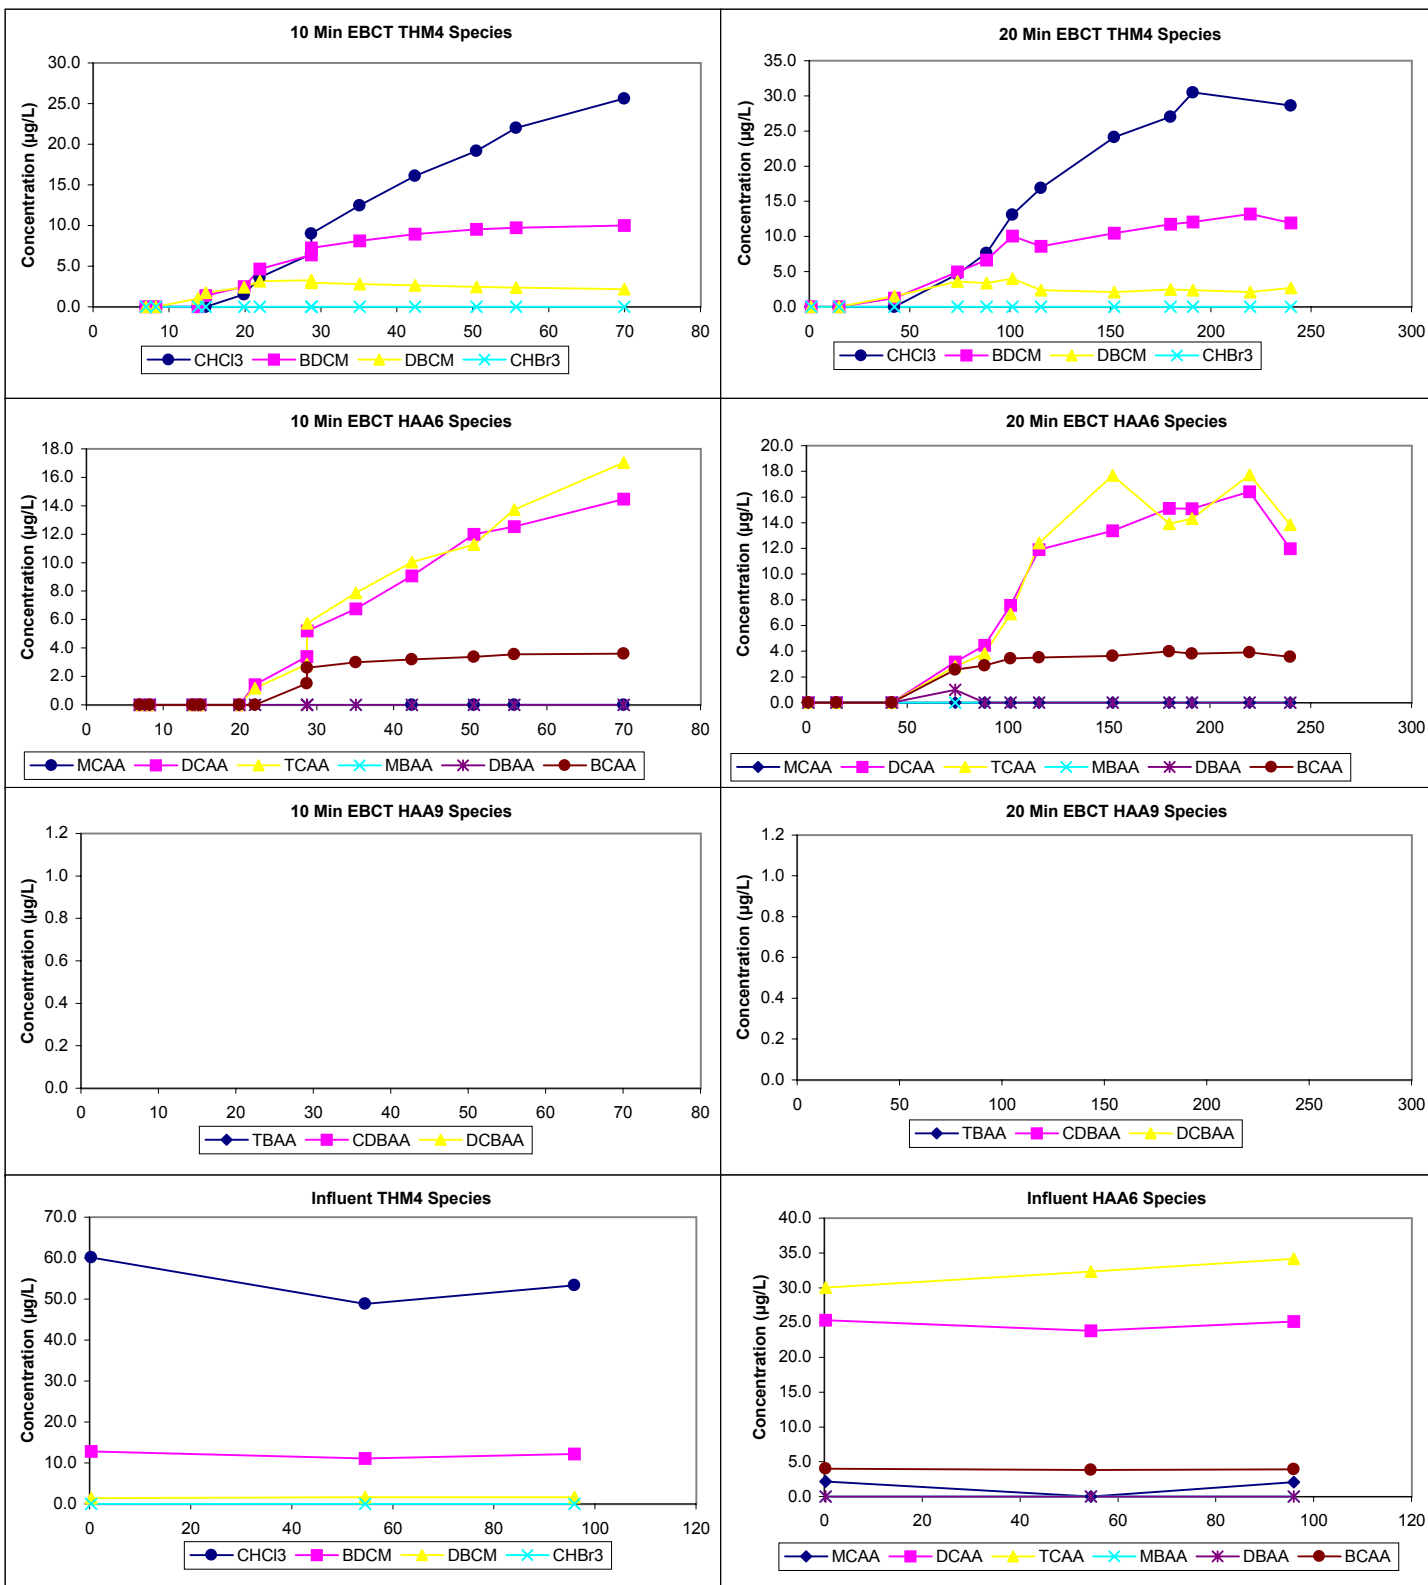 10 Min EBCT THM4 Species
Concentration (µg/L)
30.0
25.0
20.0
15.0
10.0
5.0
0.0
0 10 20 30 40 50 60 70 80
CHCl3 BDCM DBCM CHBr3
20 Min EBCT THM4 Species
Concentration (µg/L)
35.0
30.0
25.0
20.0
15.0
10.0
5.0
0.0
0 50 100 150 200 250 300
CHCl3 BDCM DBCM CHBr3
10 Min EBCT HAA6 Species
Concentration (µg/L)
18.0
16.0
14.0
12.0
10.0
8.0
6.0
4.0
2.0
0.0
0 10 20 30 40 50 60 70 80
MCAA DCAA TCAA MBAA DBAA BCAA
20 Min EBCT HAA6 Species
Concentration (µg/L)
20.0
18.0
16.0
14.0
12.0
10.0
8.0
6.0
4.0
2.0
0.0
0 50 100 150 200 250 300
MCAA DCAA TCAA MBAA DBAA BCAA
10 Min EBCT HAA9 Species
Concentration (µg/L)
1.2
1.0
0.8
0.6
0.4
0.2
0.0
0 10 20 30 40 50 60 70 80
TBAA CDBAA DCBAA
20 Min EBCT HAA9 Species
Concentration (µg/L)
1.2
1.0
0.8
0.6
0.4
0.2
0.0
0 50 100 150 200 250 300
TBAA CDBAA DCBAA
Influent THM4 Species
Concentration (µg/L)
70.0
60.0
50.0
40.0
30.0
20.0
10.0
0.0
0 20 40 60 80 100 120
CHCl3 BDCM DBCM CHBr3
Influent HAA6 Species
Concentration (µg/L)
40.0
35.0
30.0
25.0
20.0
15.0
10.0
5.0
0.0
0 20 40 60 80 100 120
MCAA DCAA TCAA MBAA DBAA BCAA